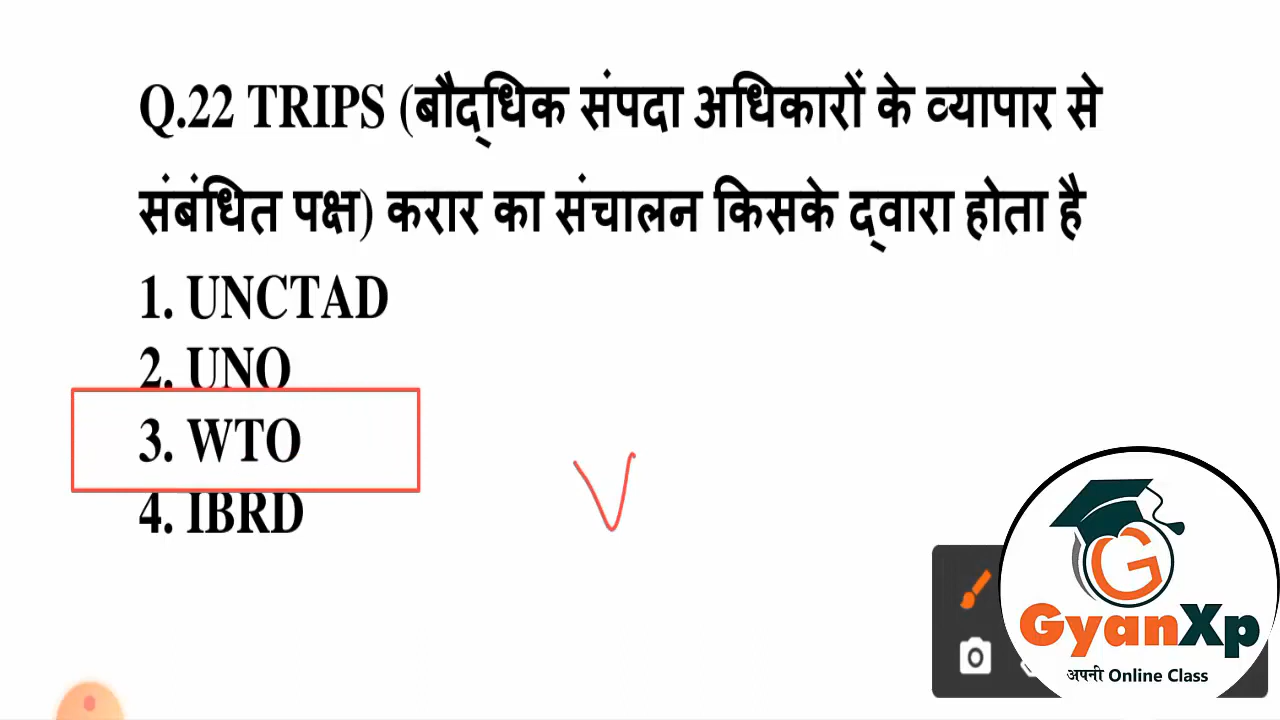 Q.22 TRIPS (बौद्धिक संपदा अधिकारों के व्यापार से
संबंधित पक्ष) करार का संचालन किसके द्वारा होता है
1. UNCTAD
2. UNO
3. WTO
4. IBRD
V
G
GyanXp
अपनी Online Class